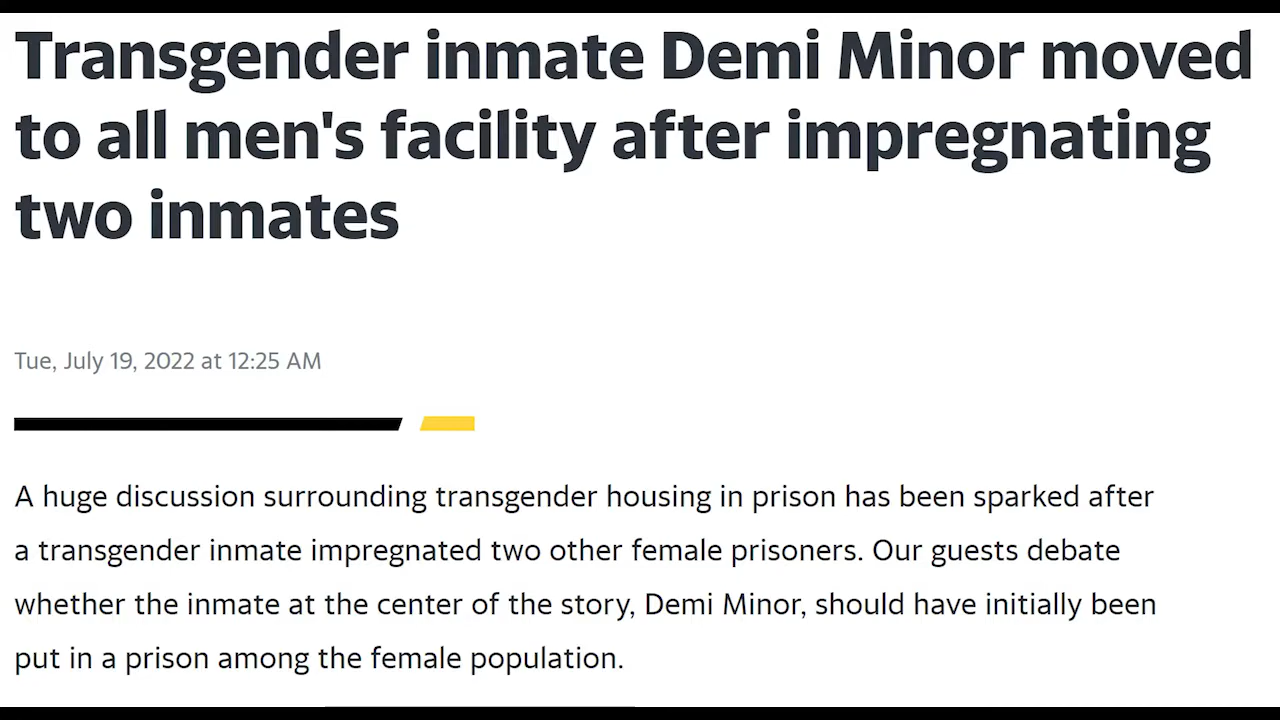 Transgender inmate Demi Minor moved
to all men's facility after impregnating
two inmates
Tue, July 19, 2022 at 12:25 AM
A huge discussion surrounding transgender housing in prison has been sparked after
a transgender inmate impregnated two other female prisoners. Our guests debate
whether the inmate at the center of the story, Demi Minor, should have initially been
put in a prison among the female population.